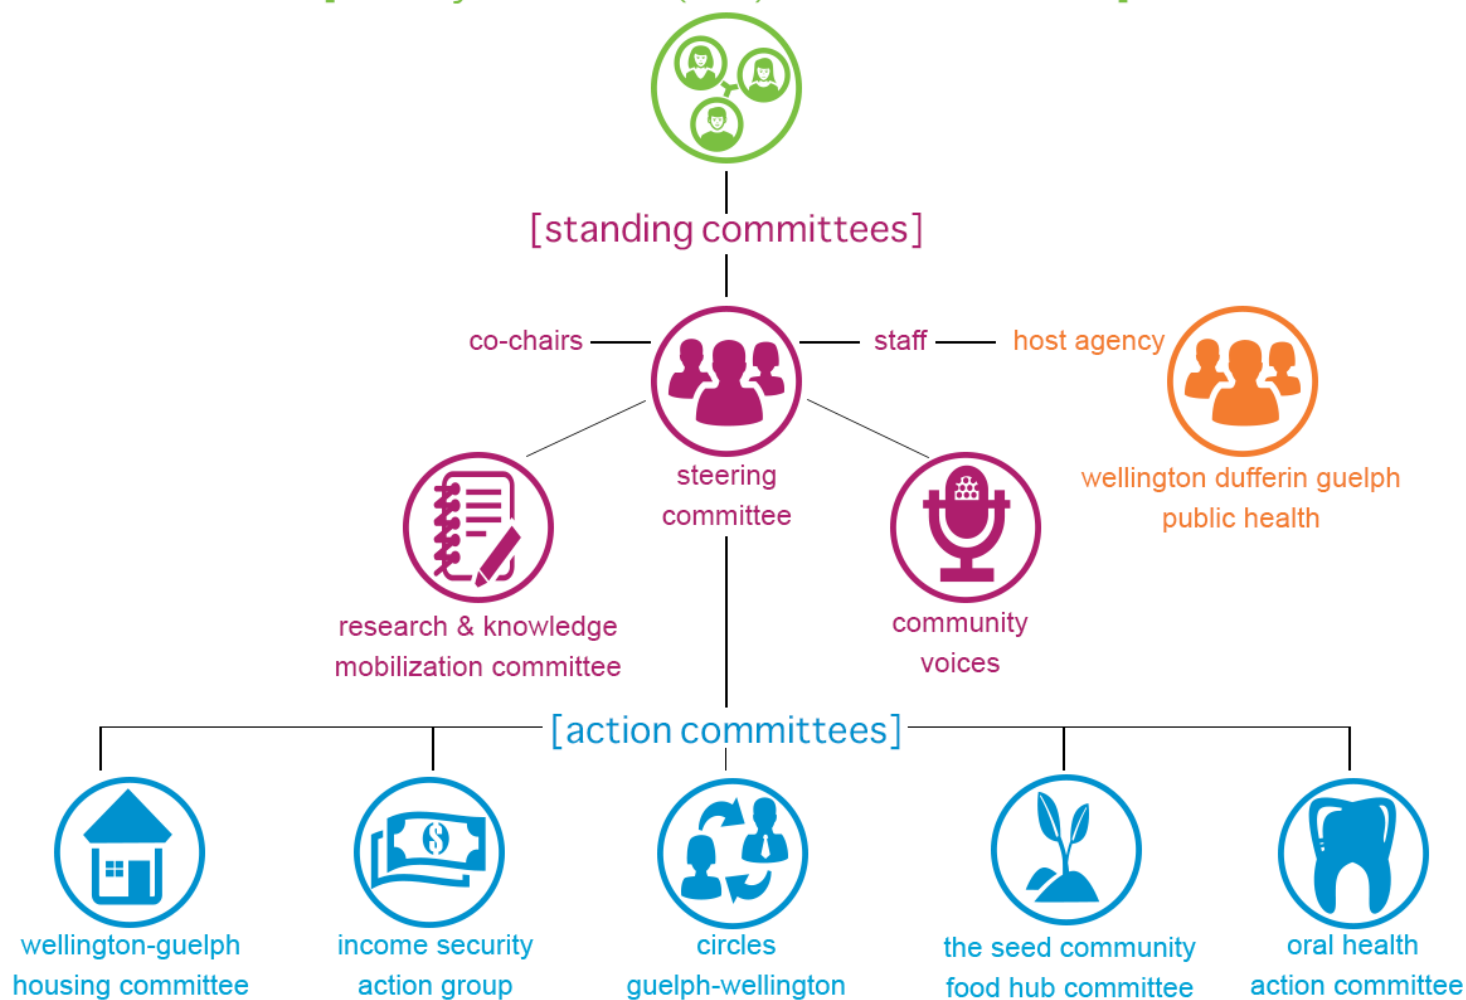 [standing committees]
co-chairs
staff
host agency
steering
committee
wellington dufferin guelph
public health
research & knowledge
mobilization committee
community
voices
[action committees]
wellington-guelph
housing committee
income security
action group
circles
guelph-wellington
the seed community
food hub committee
oral health
action committee